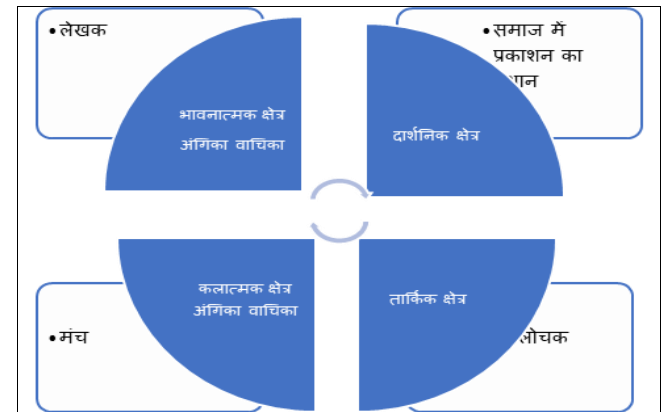 • लेखक
• समाज में
प्रकाशन का
भावनात्मक क्षेत्र
अंगिका वाचिका
दार्शनिक क्षेत्र
कलात्मक क्षेत्र
अंगिका वाचिका
तार्किक क्षेत्र
• मंच